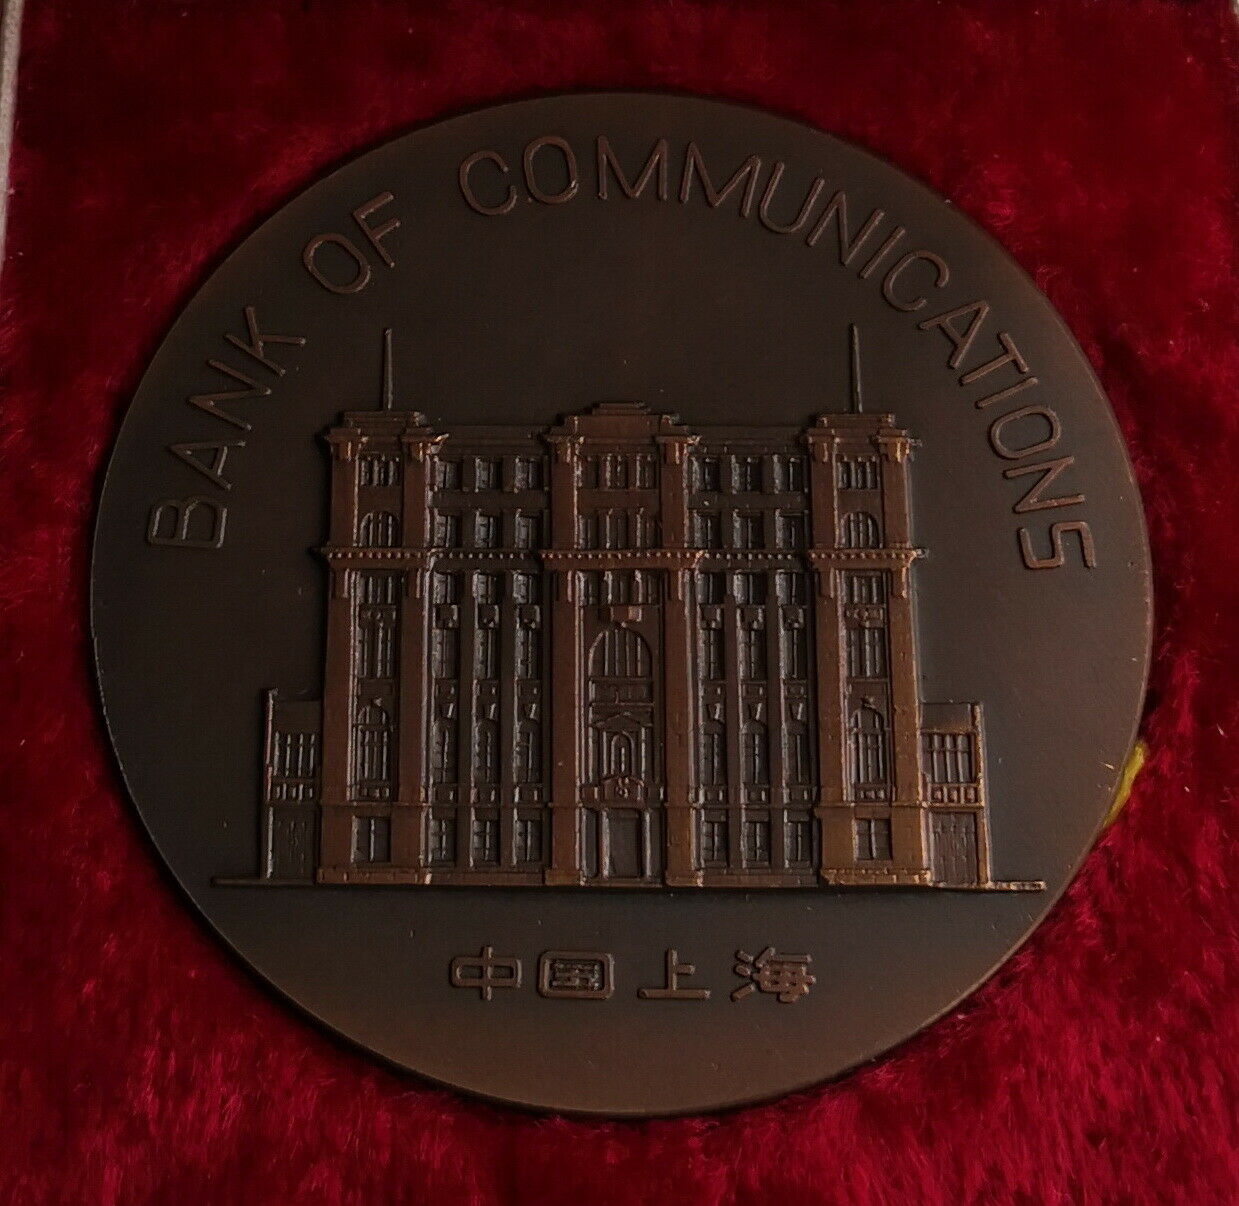 BANK OF COMMUNICATIONS
中国上海